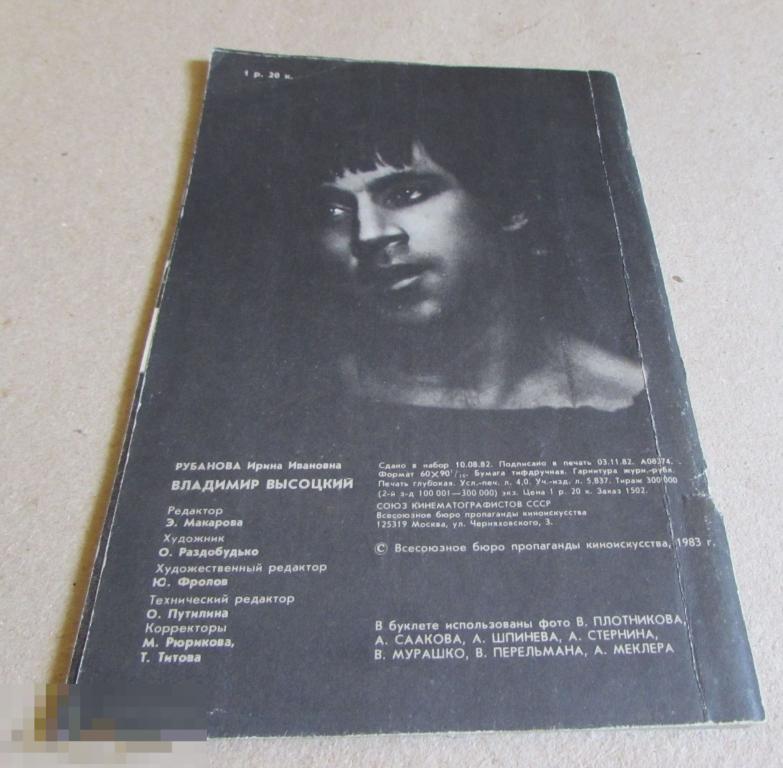 1 р. 20 к.
РУБАНОВА Ирина Ивановна
ВЛАДИМИР ВЫСОЦКИЙ
Редактор
Э. Макарова
Художник
О. Раздобудько
Художественный редактор
Ю. Фролов
Технический редактор
О. Путилина
Корректоры
М. Рюрикова,
Т. Титова
Сдано в набор 10.08.82. Подписано в печать 03.11.82. А08374.
Формат 60×90¹/₁₆. Бумага тифдручная. Гарнитура журн.-рубл.
Печать глубокая. Усл.-печ. л. 4,0. Уч.-изд. л. 5,837. Тираж 300 000
(2-й з-д 100 001—300 000) экз. Цена 1 р. 20 к. Заказ 1502.
СОЮЗ КИНЕМАТОГРАФИСТОВ СССР
Всесоюзное бюро пропаганды киноискусства
125319 Москва, ул. Черняховского, 3.
© Всесоюзное бюро пропаганды киноискусства, 1983 г.
В буклете использованы фото В. ПЛОТНИКОВА,
А. СААКОВА, Л. ШПИНЕВА, А. СТЕРНИНА,
В. МУРАШКО, В. ПЕРЕЛЬМАНА, А. МЕКЛЕРА